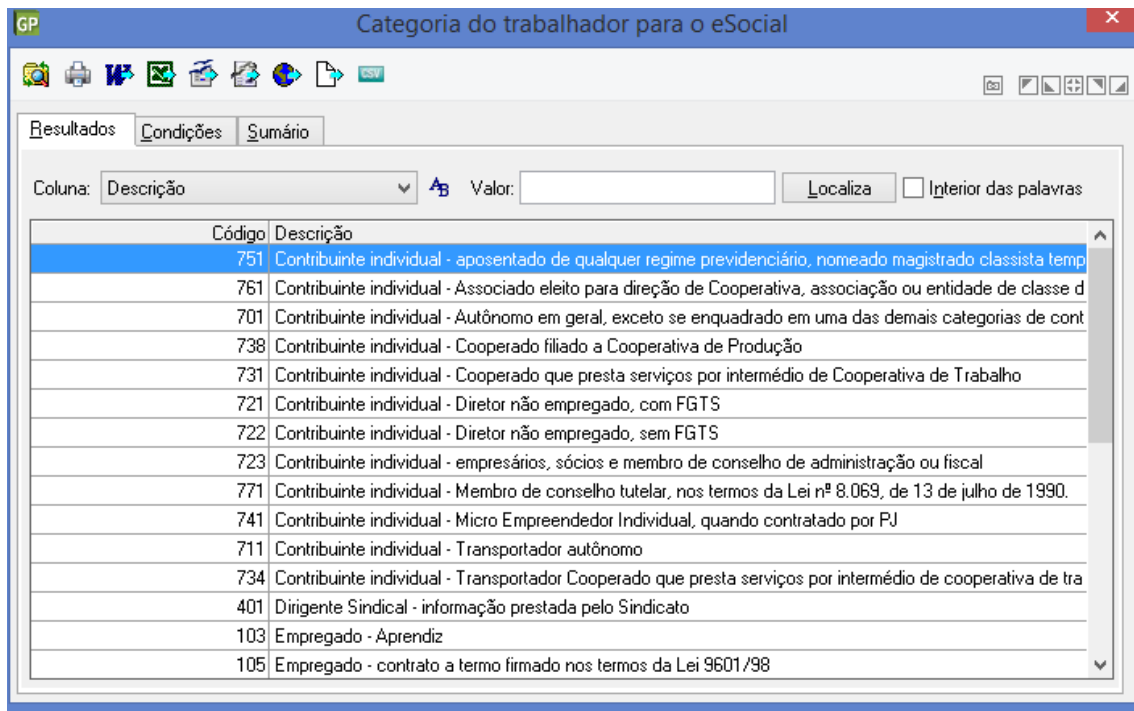 GP Categoria do trabalhador para o eSocial
CSV
Resultados Condições Sumário
Coluna: Descrição AB Valor: Localiza Interior das palavras
Código Descrição
751 Contribuinte individual - aposentado de qualquer regime previdenciário, nomeado magistrado classista temp
761 Contribuinte individual - Associado eleito para direção de Cooperativa, associação ou entidade de classe d
701 Contribuinte individual - Autônomo em geral, exceto se enquadrado em uma das demais categorias de cont
738 Contribuinte individual - Cooperado filiado a Cooperativa de Produção
731 Contribuinte individual - Cooperado que presta serviços por intermédio de Cooperativa de Trabalho
721 Contribuinte individual - Diretor não empregado, com FGTS
722 Contribuinte individual - Diretor não empregado, sem FGTS
723 Contribuinte individual - empresários, sócios e membro de conselho de administração ou fiscal
771 Contribuinte individual - Membro de conselho tutelar, nos termos da Lei nº 8.069, de 13 de julho de 1990.
741 Contribuinte individual - Micro Empreendedor Individual, quando contratado por PJ
711 Contribuinte individual - Transportador autônomo
734 Contribuinte individual - Transportador Cooperado que presta serviços por intermédio de cooperativa de tra
401 Dirigente Sindical - informação prestada pelo Sindicato
103 Empregado - Aprendiz
105 Empregado - contrato a termo firmado nos termos da Lei 9601/98